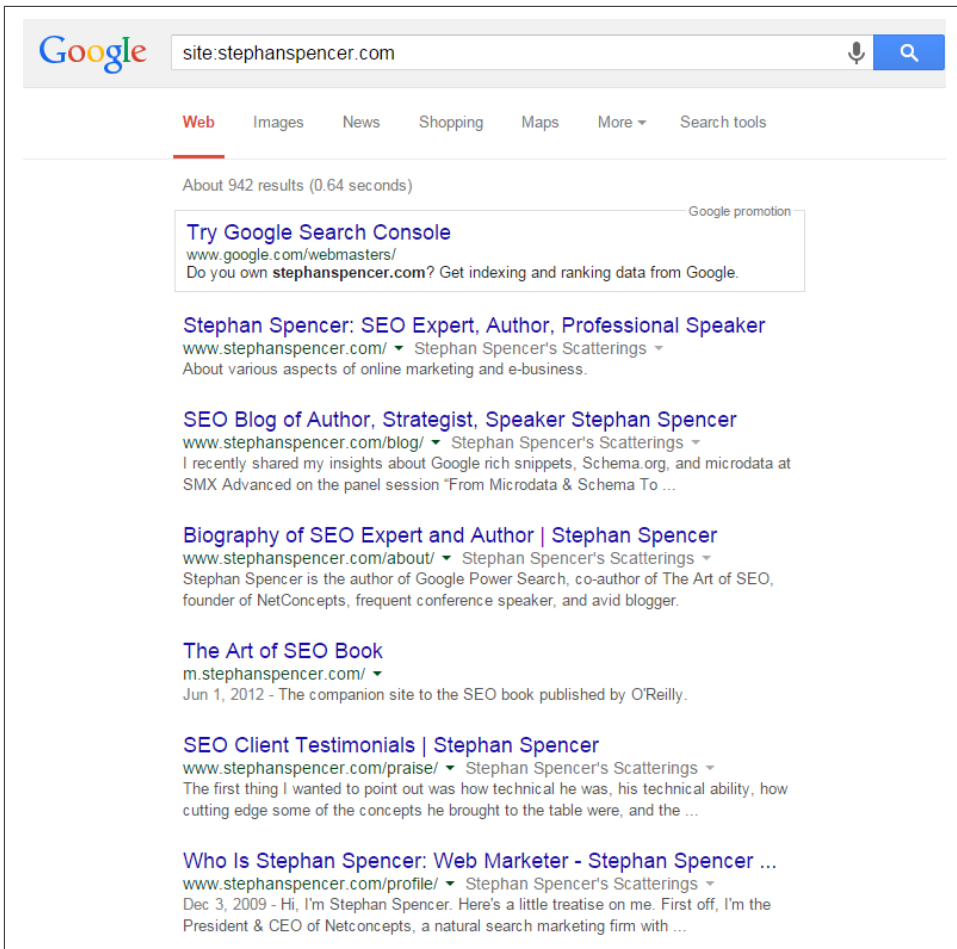 Google site:stephanspencer.com
Web Images News Shopping Maps More Search tools
About 942 results (0.64 seconds)
Google promotion
Try Google Search Console
www.google.com/webmasters/
Do you own stephanspencer.com? Get indexing and ranking data from Google.
Stephan Spencer: SEO Expert, Author, Professional Speaker
www.stephanspencer.com/ Stephan Spencer's Scatterings
About various aspects of online marketing and e-business.
SEO Blog of Author, Strategist, Speaker Stephan Spencer
www.stephanspencer.com/blog/ Stephan Spencer's Scatterings
I recently shared my insights about Google rich snippets, Schema.org, and microdata at
SMX Advanced on the panel session “From Microdata & Schema To ...
Biography of SEO Expert and Author | Stephan Spencer
www.stephanspencer.com/about/ Stephan Spencer's Scatterings
Stephan Spencer is the author of Google Power Search, co-author of The Art of SEO,
founder of NetConcepts, frequent conference speaker, and avid blogger.
The Art of SEO Book
m.stephanspencer.com/
Jun 1, 2012 - The companion site to the SEO book published by O'Reilly.
SEO Client Testimonials | Stephan Spencer
www.stephanspencer.com/praise/ Stephan Spencer's Scatterings
The first thing I wanted to point out was how technical he was, his technical ability, how
cutting edge some of the concepts he brought to the table were, and the ...
Who Is Stephan Spencer: Web Marketer - Stephan Spencer ...
www.stephanspencer.com/profile/ Stephan Spencer's Scatterings
Dec 3, 2009 - Hi, I'm Stephan Spencer. Here's a little treatise on me. First off, I'm the
President & CEO of Netconcepts, a natural search marketing firm with ...